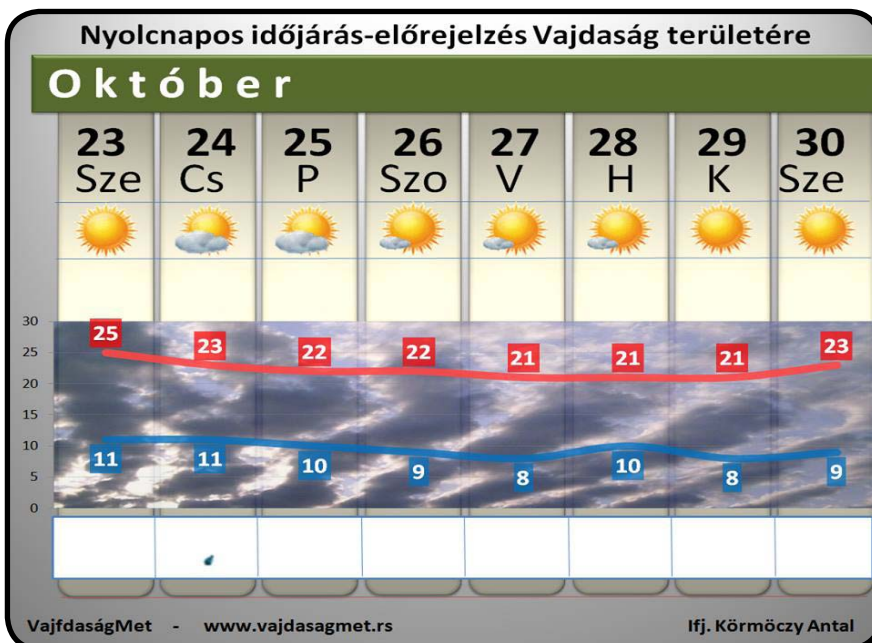 Nyolcnapos időjárás-előrejelzés Vajdaság területére
Október
23 24 25 26 27 28 29 30
Sze Cs P Szo V H K Sze
30
25
20
15
10
5
0
25 23 22 22 21 21 21 23
11 11 10 9 8 10 8 9
VajfdaságMet - www.vajdasagmet.rs Ifj. Körmöczy Antal